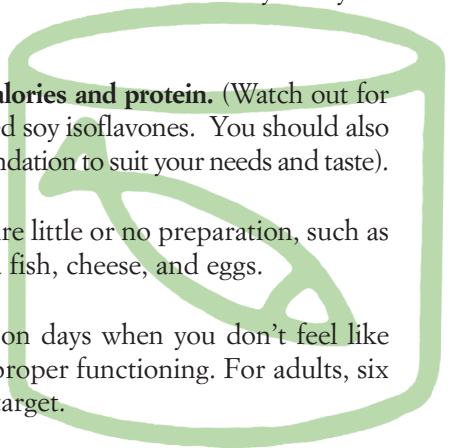 alories and protein. (Watch out for
ed soy isoflavones. You should also
ndation to suit your needs and taste).
re little or no preparation, such as
fish, cheese, and eggs.
on days when you don’t feel like
proper functioning. For adults, six
target.